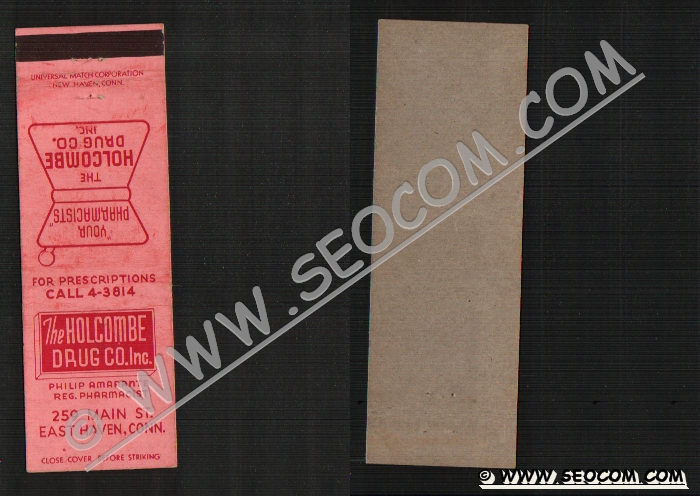 UNIVERSAL MATCH CORPORATION
NEW HAVEN, CONN.
THE
HOLCOMBE
DRUG CO.
INC.
"YOUR
PHARMACISTS"
FOR PRESCRIPTIONS
CALL 4-3814
The HOLCOMBE
DRUG CO. Inc.
PHILIP
REG. PHARMACIST
259 MAIN ST.
EAST HAVEN, CONN.
CLOSE COVER BEFORE STRIKING
© WWW.SEOCOM.COM
© WWW.SEOCOM.COM